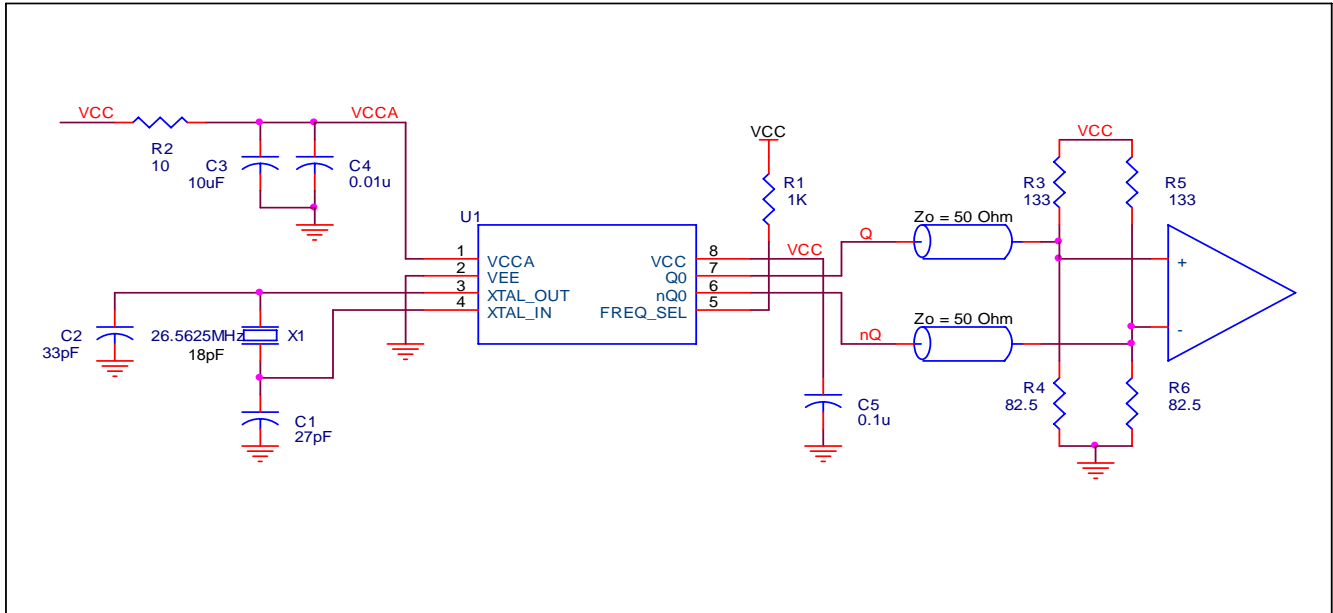 VCC
R2
10
VCCA
C3
10uF
C4
0.01u
VCC
R1
1K
VCC
R3
133
R5
133
U1
1
2
3
4
VCCA
VEE
XTAL_OUT
XTAL_IN
VCC
Q0
nQ0
FREQ_SEL
8
7
6
5
VCC
Q
Zo = 50 Ohm
nQ
Zo = 50 Ohm
+
-
C2
33pF
26.5625MHz
18pF
X1
C1
27pF
C5
0.1u
R4
82.5
R6
82.5